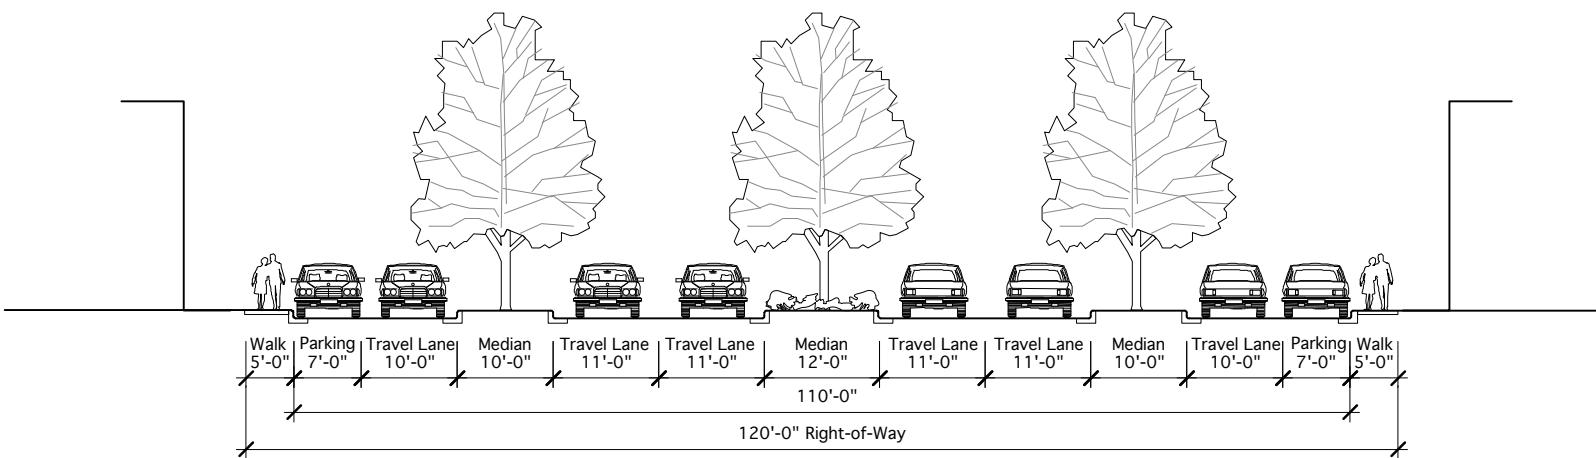 Walk Parking Travel Lane Median Travel Lane Travel Lane Median Travel Lane Travel Lane Median Travel Lane Parking Walk
5'-0" 7'-0" 10'-0" 10'-0" 11'-0" 11'-0" 12'-0" 11'-0" 11'-0" 10'-0" 10'-0" 7'-0" 5'-0"
110'-0"
120'-0" Right-of-Way